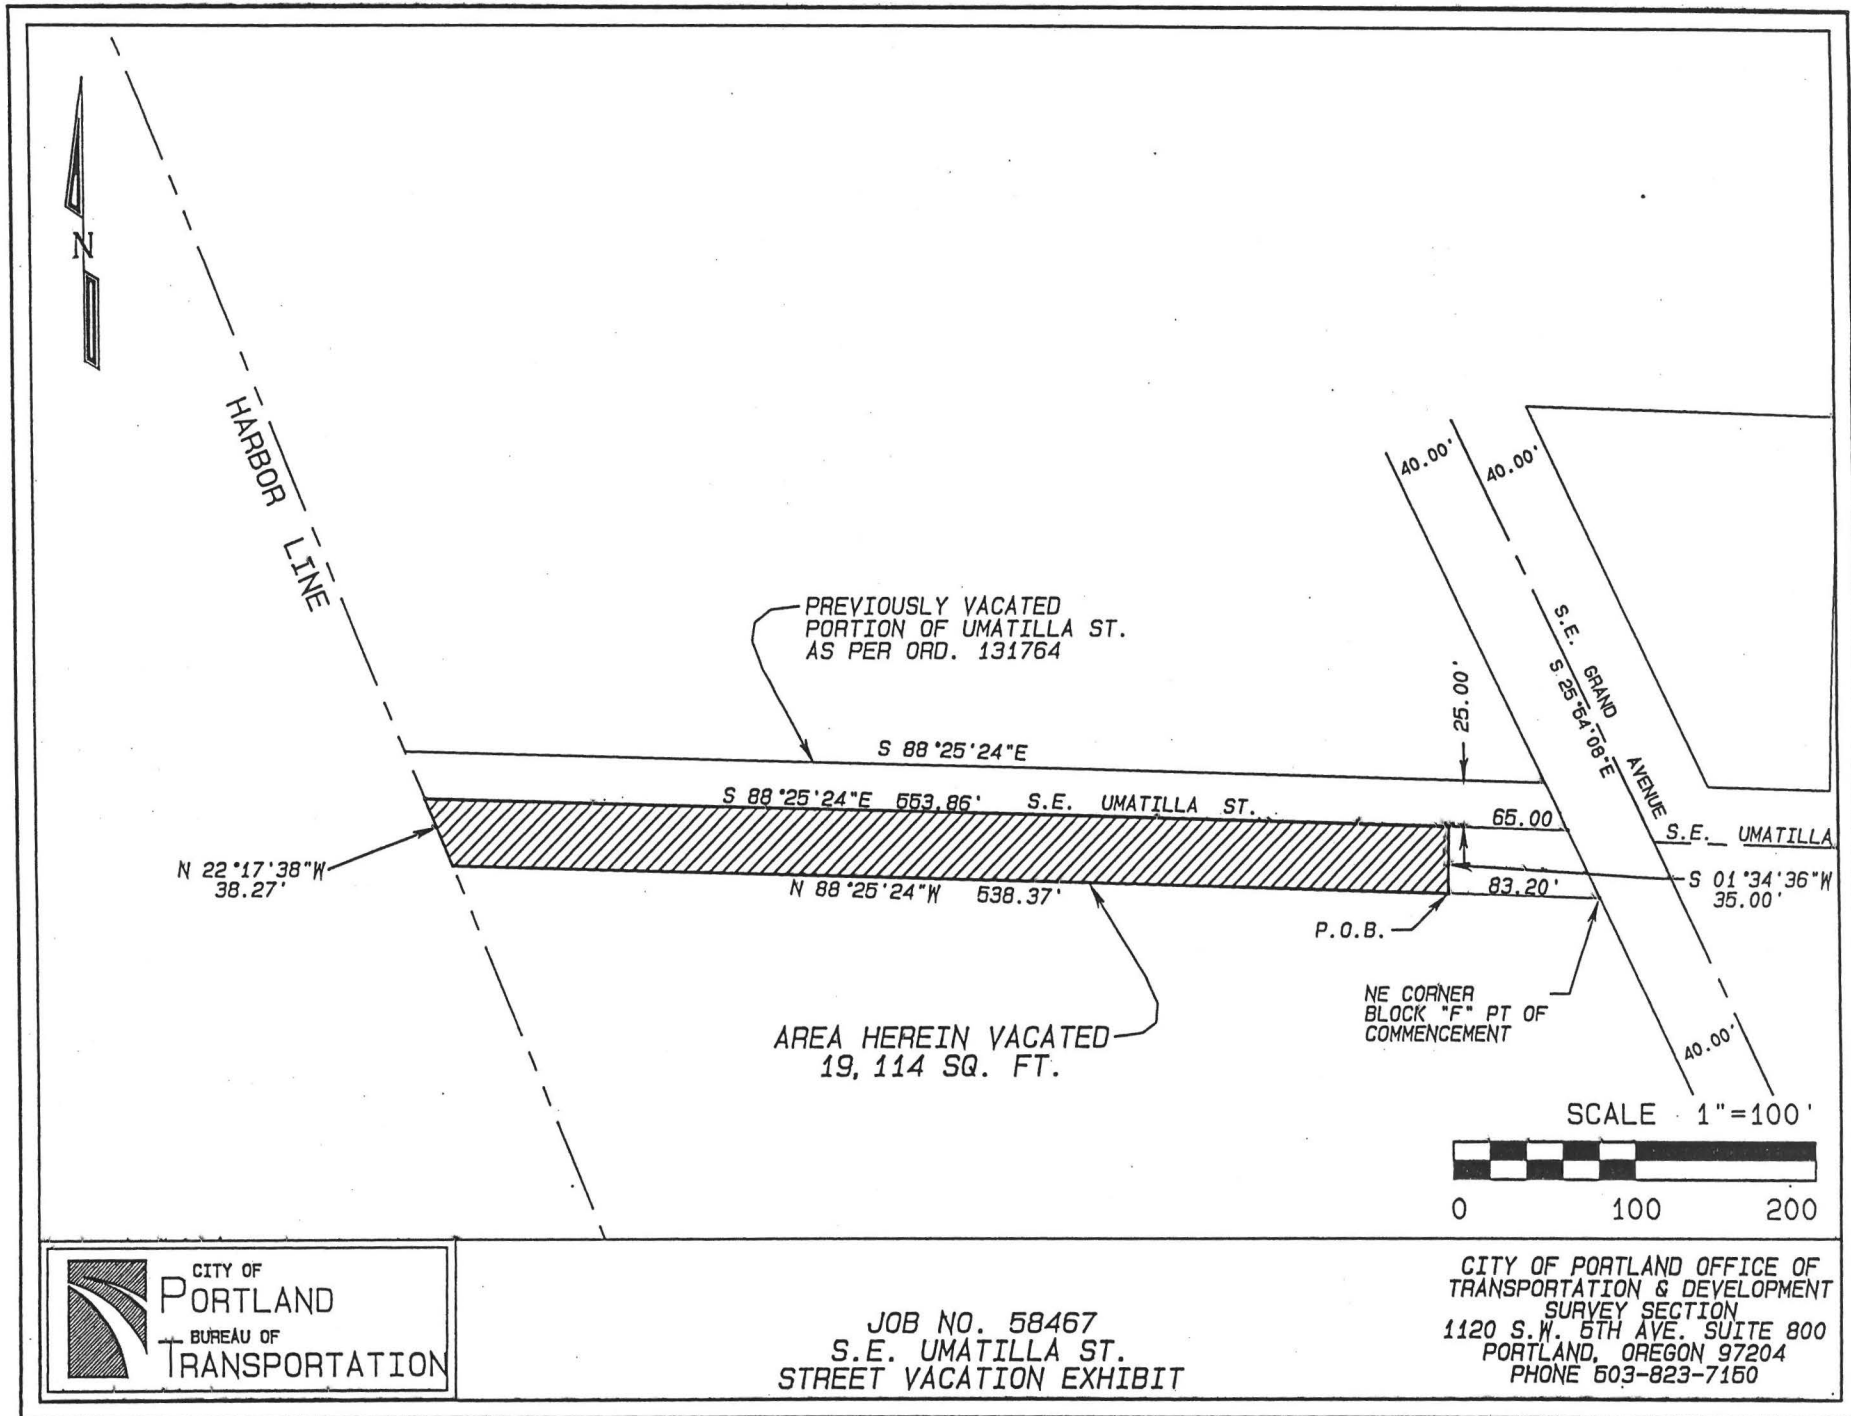 N
HARBOR LINE
40.00'
40.00'
PREVIOUSLY VACATED
PORTION OF UMATILLA ST.
AS PER ORD. 131764
25.00'
S.E. GRAND AVENUE
S 25°54'08"E
S 88°25'24"E
S 88°25'24"E 553.86' S.E. UMATILLA ST.
65.00
S.E. UMATILLA
N 22°17'38"W
38.27'
N 88°25'24"W 538.37'
83.20'
S 01°34'36"W
35.00'
P.O.B.
NE CORNER
BLOCK "F" PT OF
COMMENCEMENT
AREA HEREIN VACATED
19,114 SQ. FT.
40.00'
SCALE 1"=100'
0 100 200
CITY OF
PORTLAND
BUREAU OF
TRANSPORTATION
JOB NO. 58467
S.E. UMATILLA ST.
STREET VACATION EXHIBIT
CITY OF PORTLAND OFFICE OF
TRANSPORTATION & DEVELOPMENT
SURVEY SECTION
1120 S.W. 5TH AVE. SUITE 800
PORTLAND, OREGON 97204
PHONE 503-823-7150